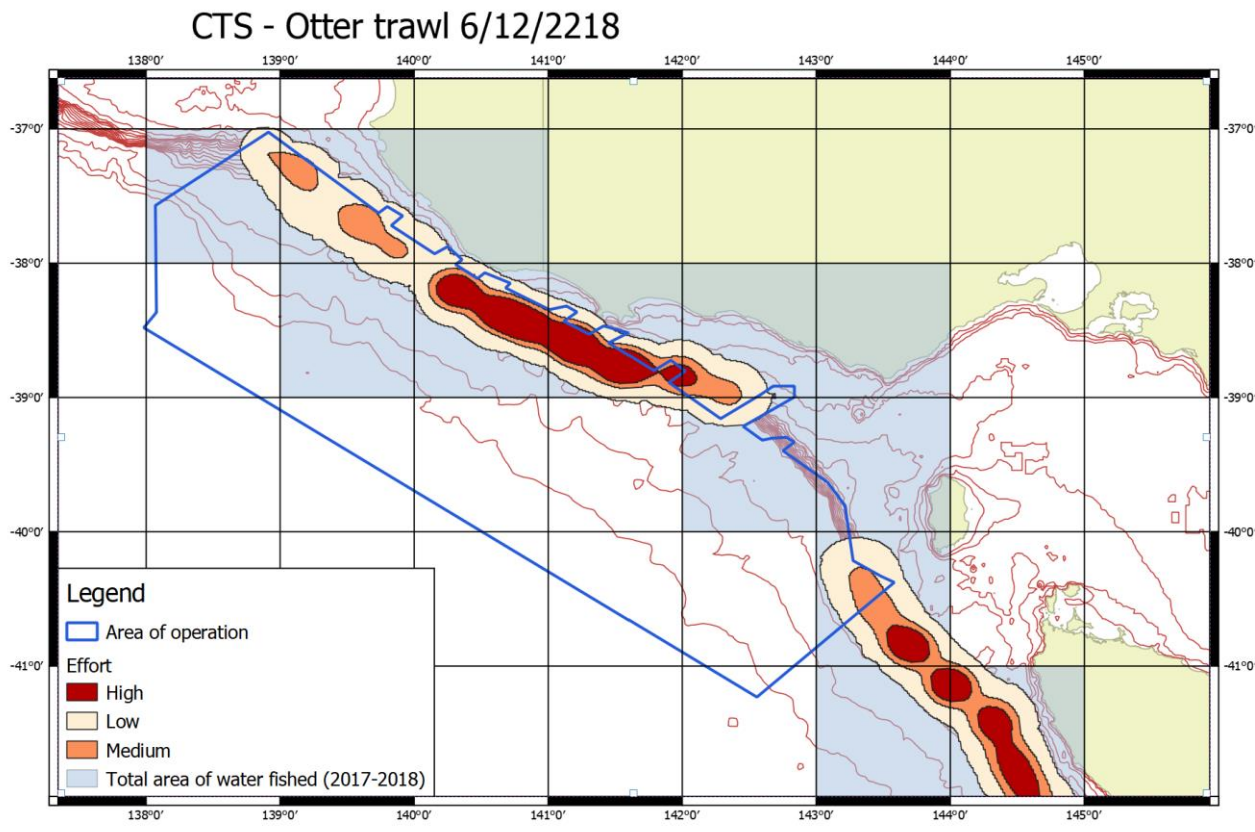 CTS - Otter trawl 6/12/2218
138°0' 139°0' 140°0' 141°0' 142°0' 143°0' 144°0' 145°0'
-37°0' -37°0'
-38°0' -38°0'
-39°0' -39°0'
-40°0' -40°0'
-41°0' -41°0'
Legend
Area of operation
Effort
High
Low
Medium
Total area of water fished (2017-2018)
138°0' 139°0' 140°0' 141°0' 142°0' 143°0' 144°0' 145°0'